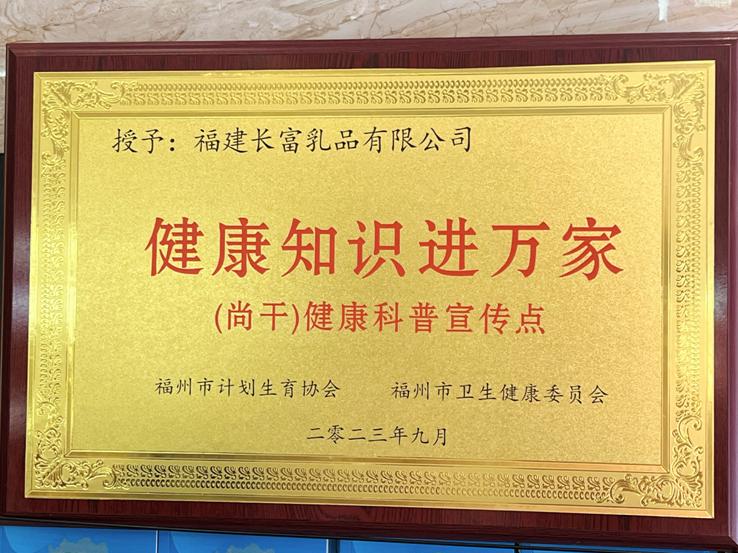 授予：福建长富乳品有限公司
健康知识进万家
(尚干)健康科普宣传点
福州市计划生育协会 福州市卫生健康委员会
二零二三年九月